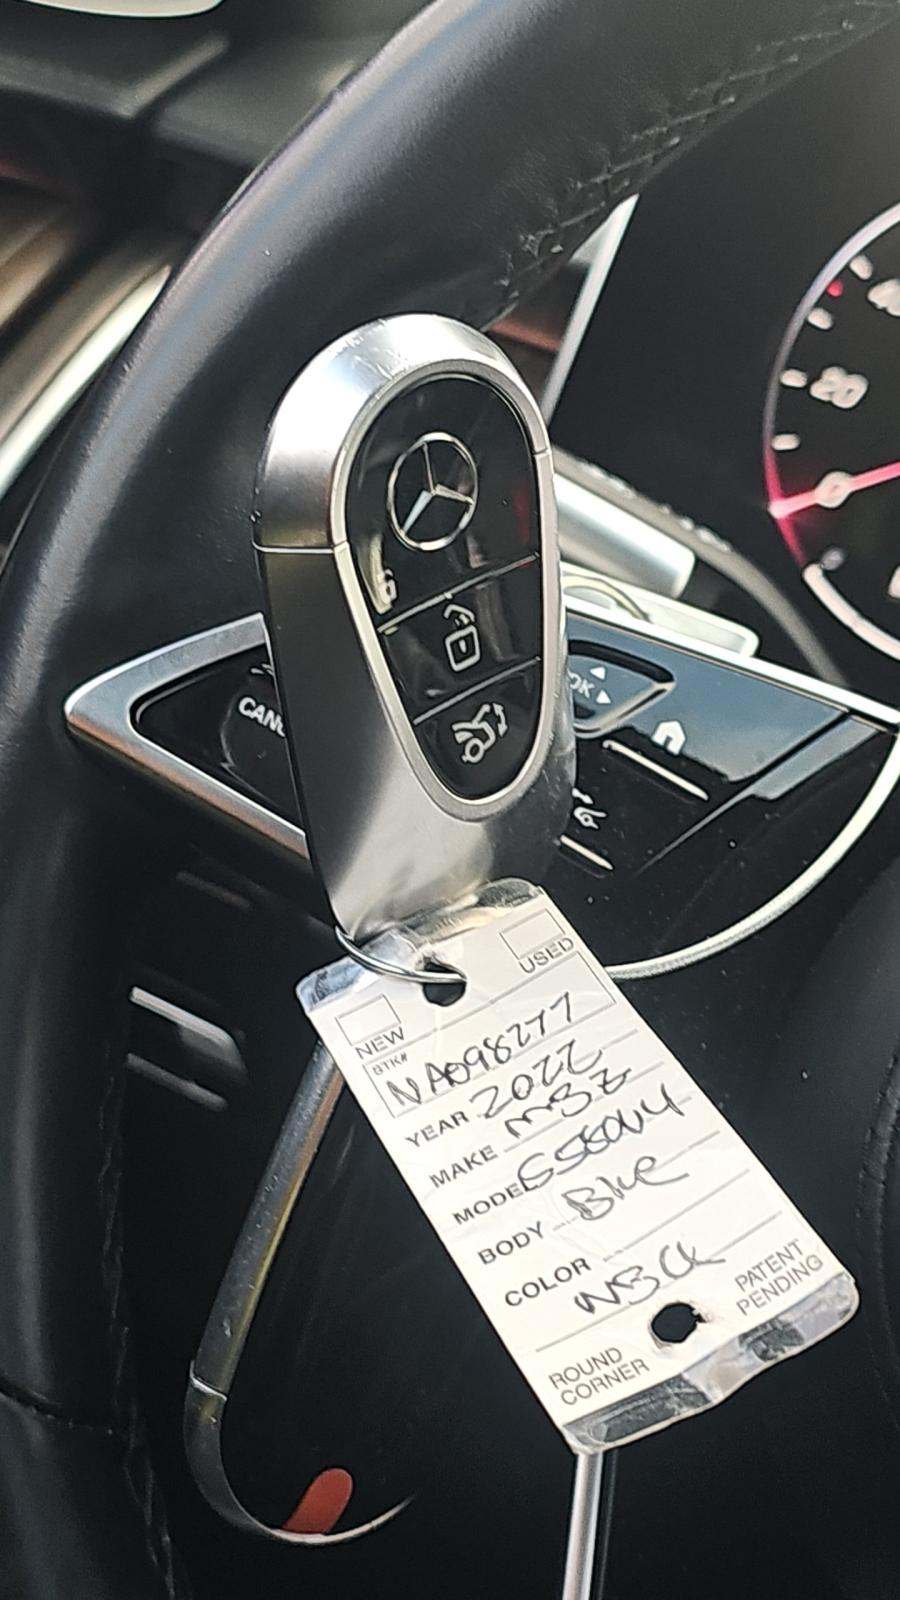 20
CANC
OK
NEW
USED
STK# NA098277
YEAR 2022
MAKE MBZ
MODEL S580V4
BODY
COLOR Blue
PATENT PENDING
ROUND CORNER